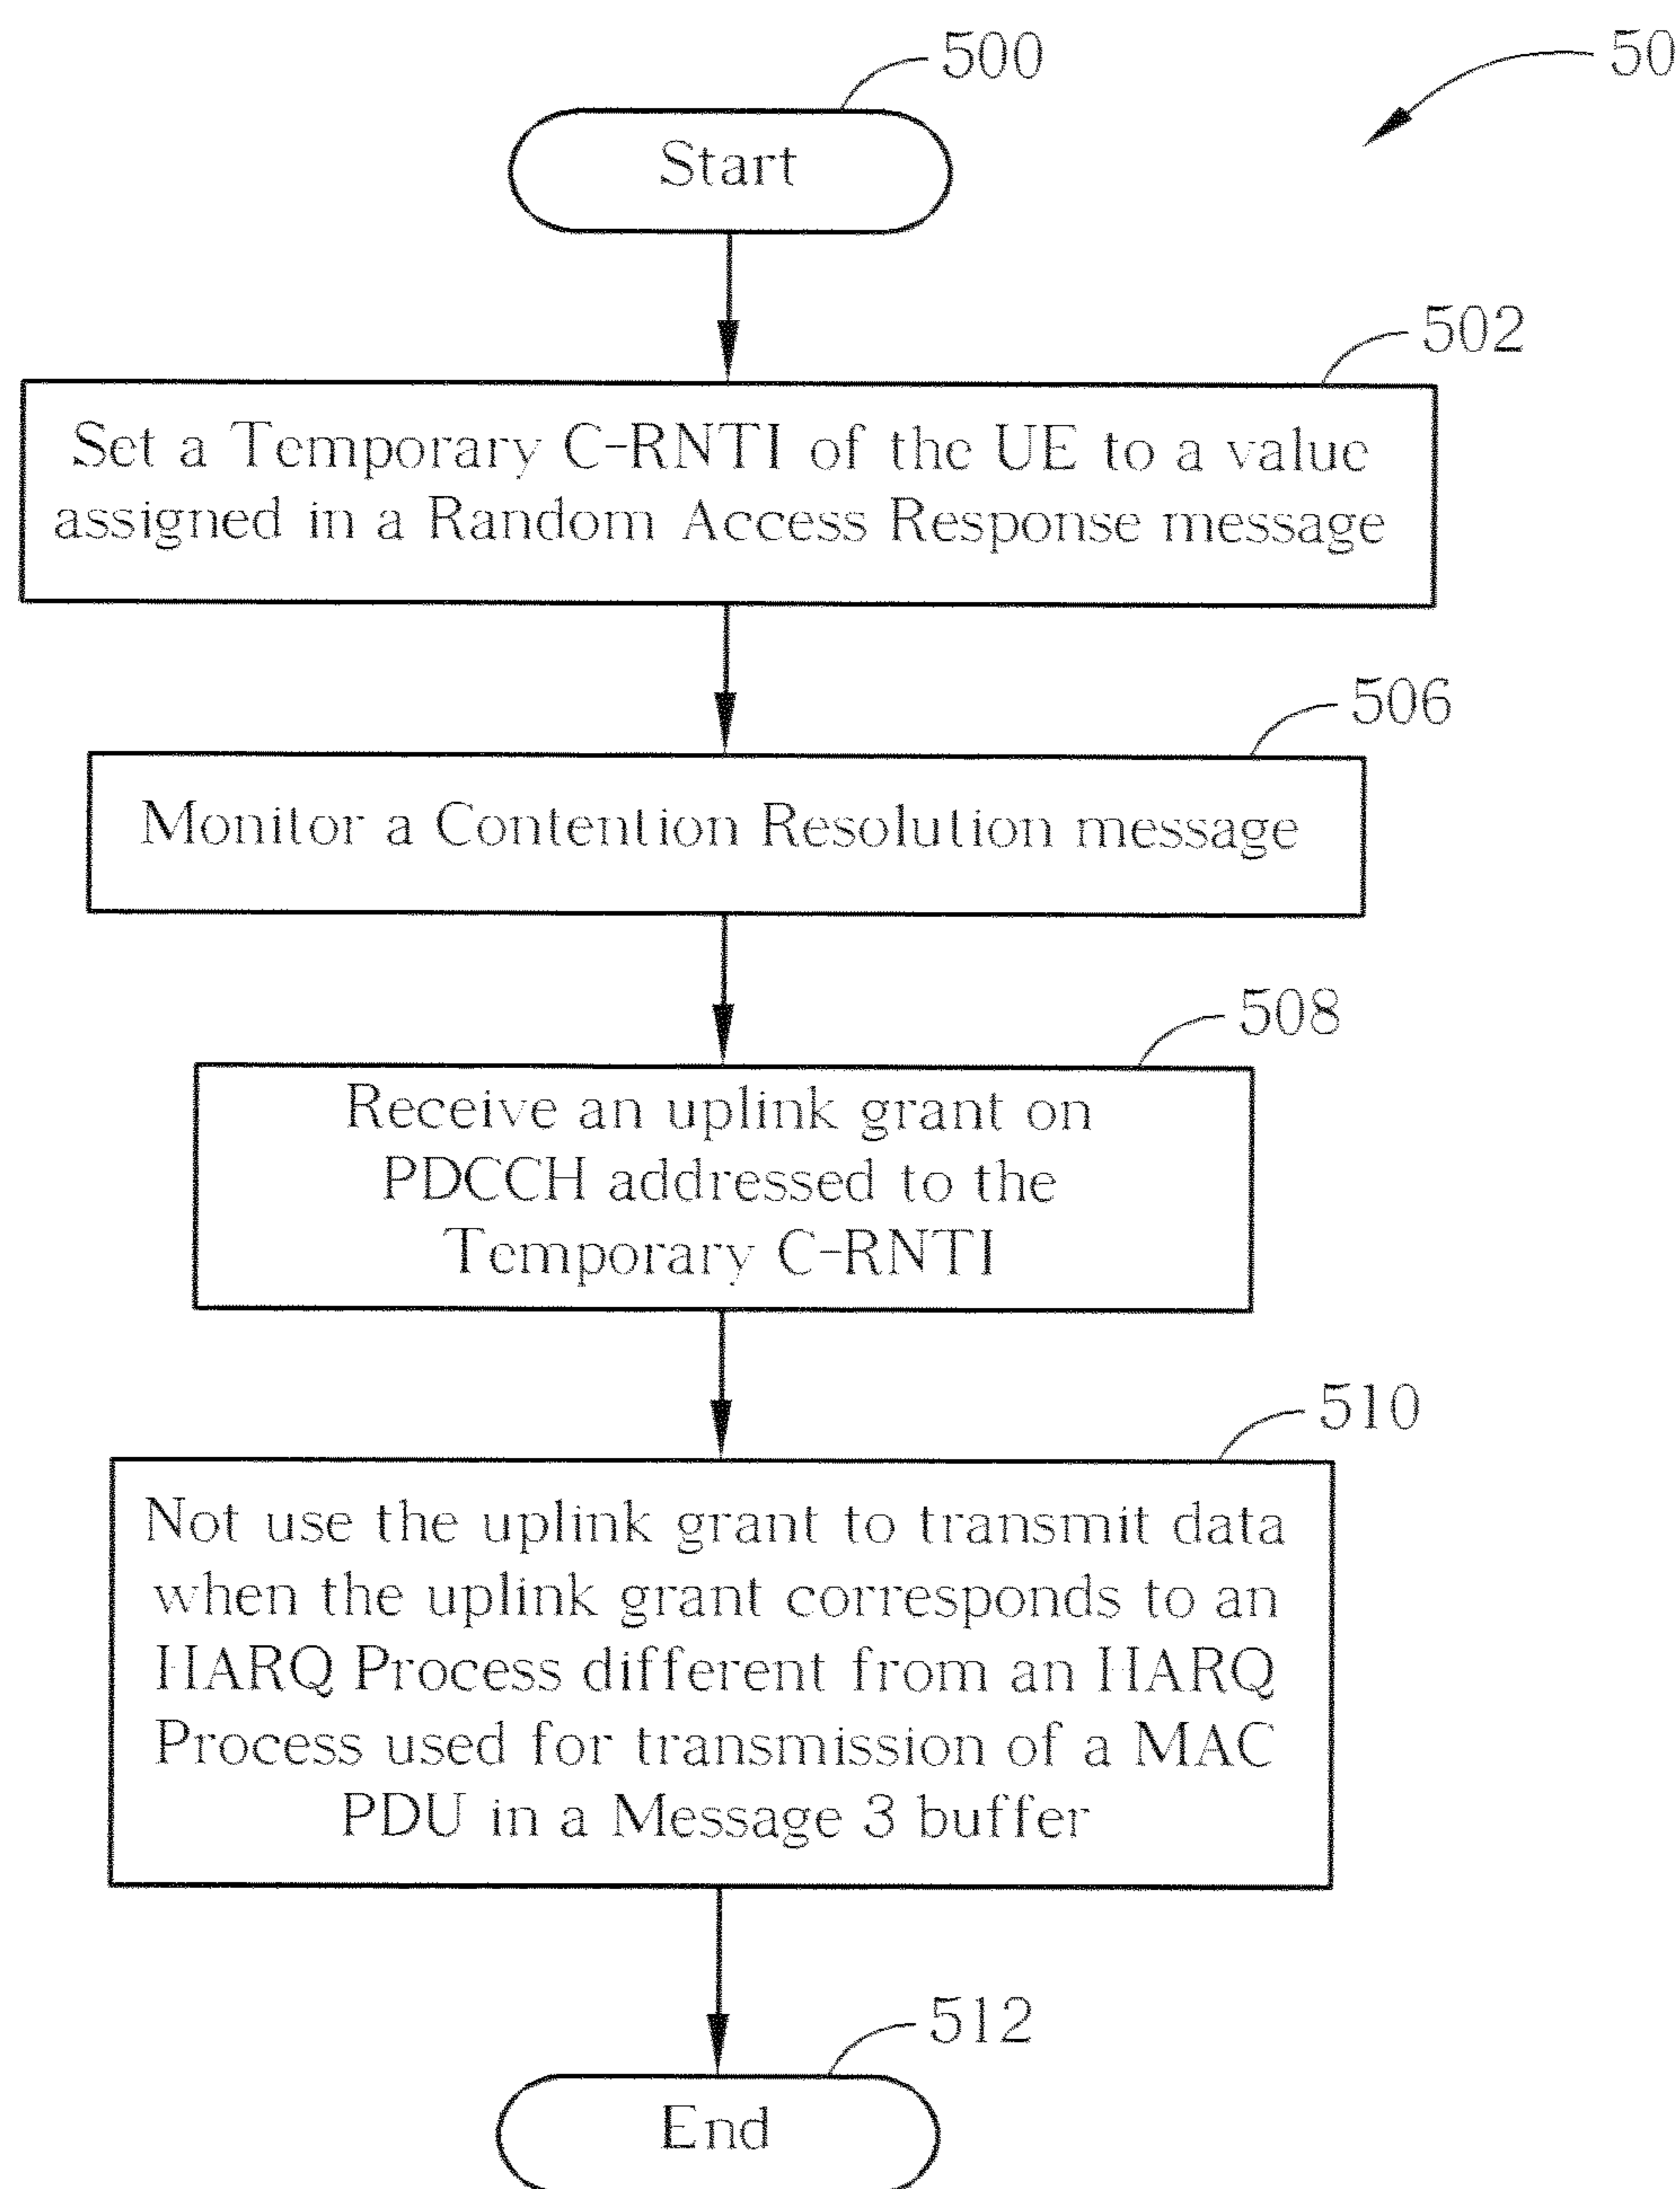 500
50
Start
502
Set a Temporary C-RNTI of the UE to a value
assigned in a Random Access Response message
506
Monitor a Contention Resolution message
508
Receive an uplink grant on
PDCCH addressed to the
Temporary C-RNTI
510
Not use the uplink grant to transmit data
when the uplink grant corresponds to an
HARQ Process different from an HARQ
Process used for transmission of a MAC
PDU in a Message 3 buffer
512
End